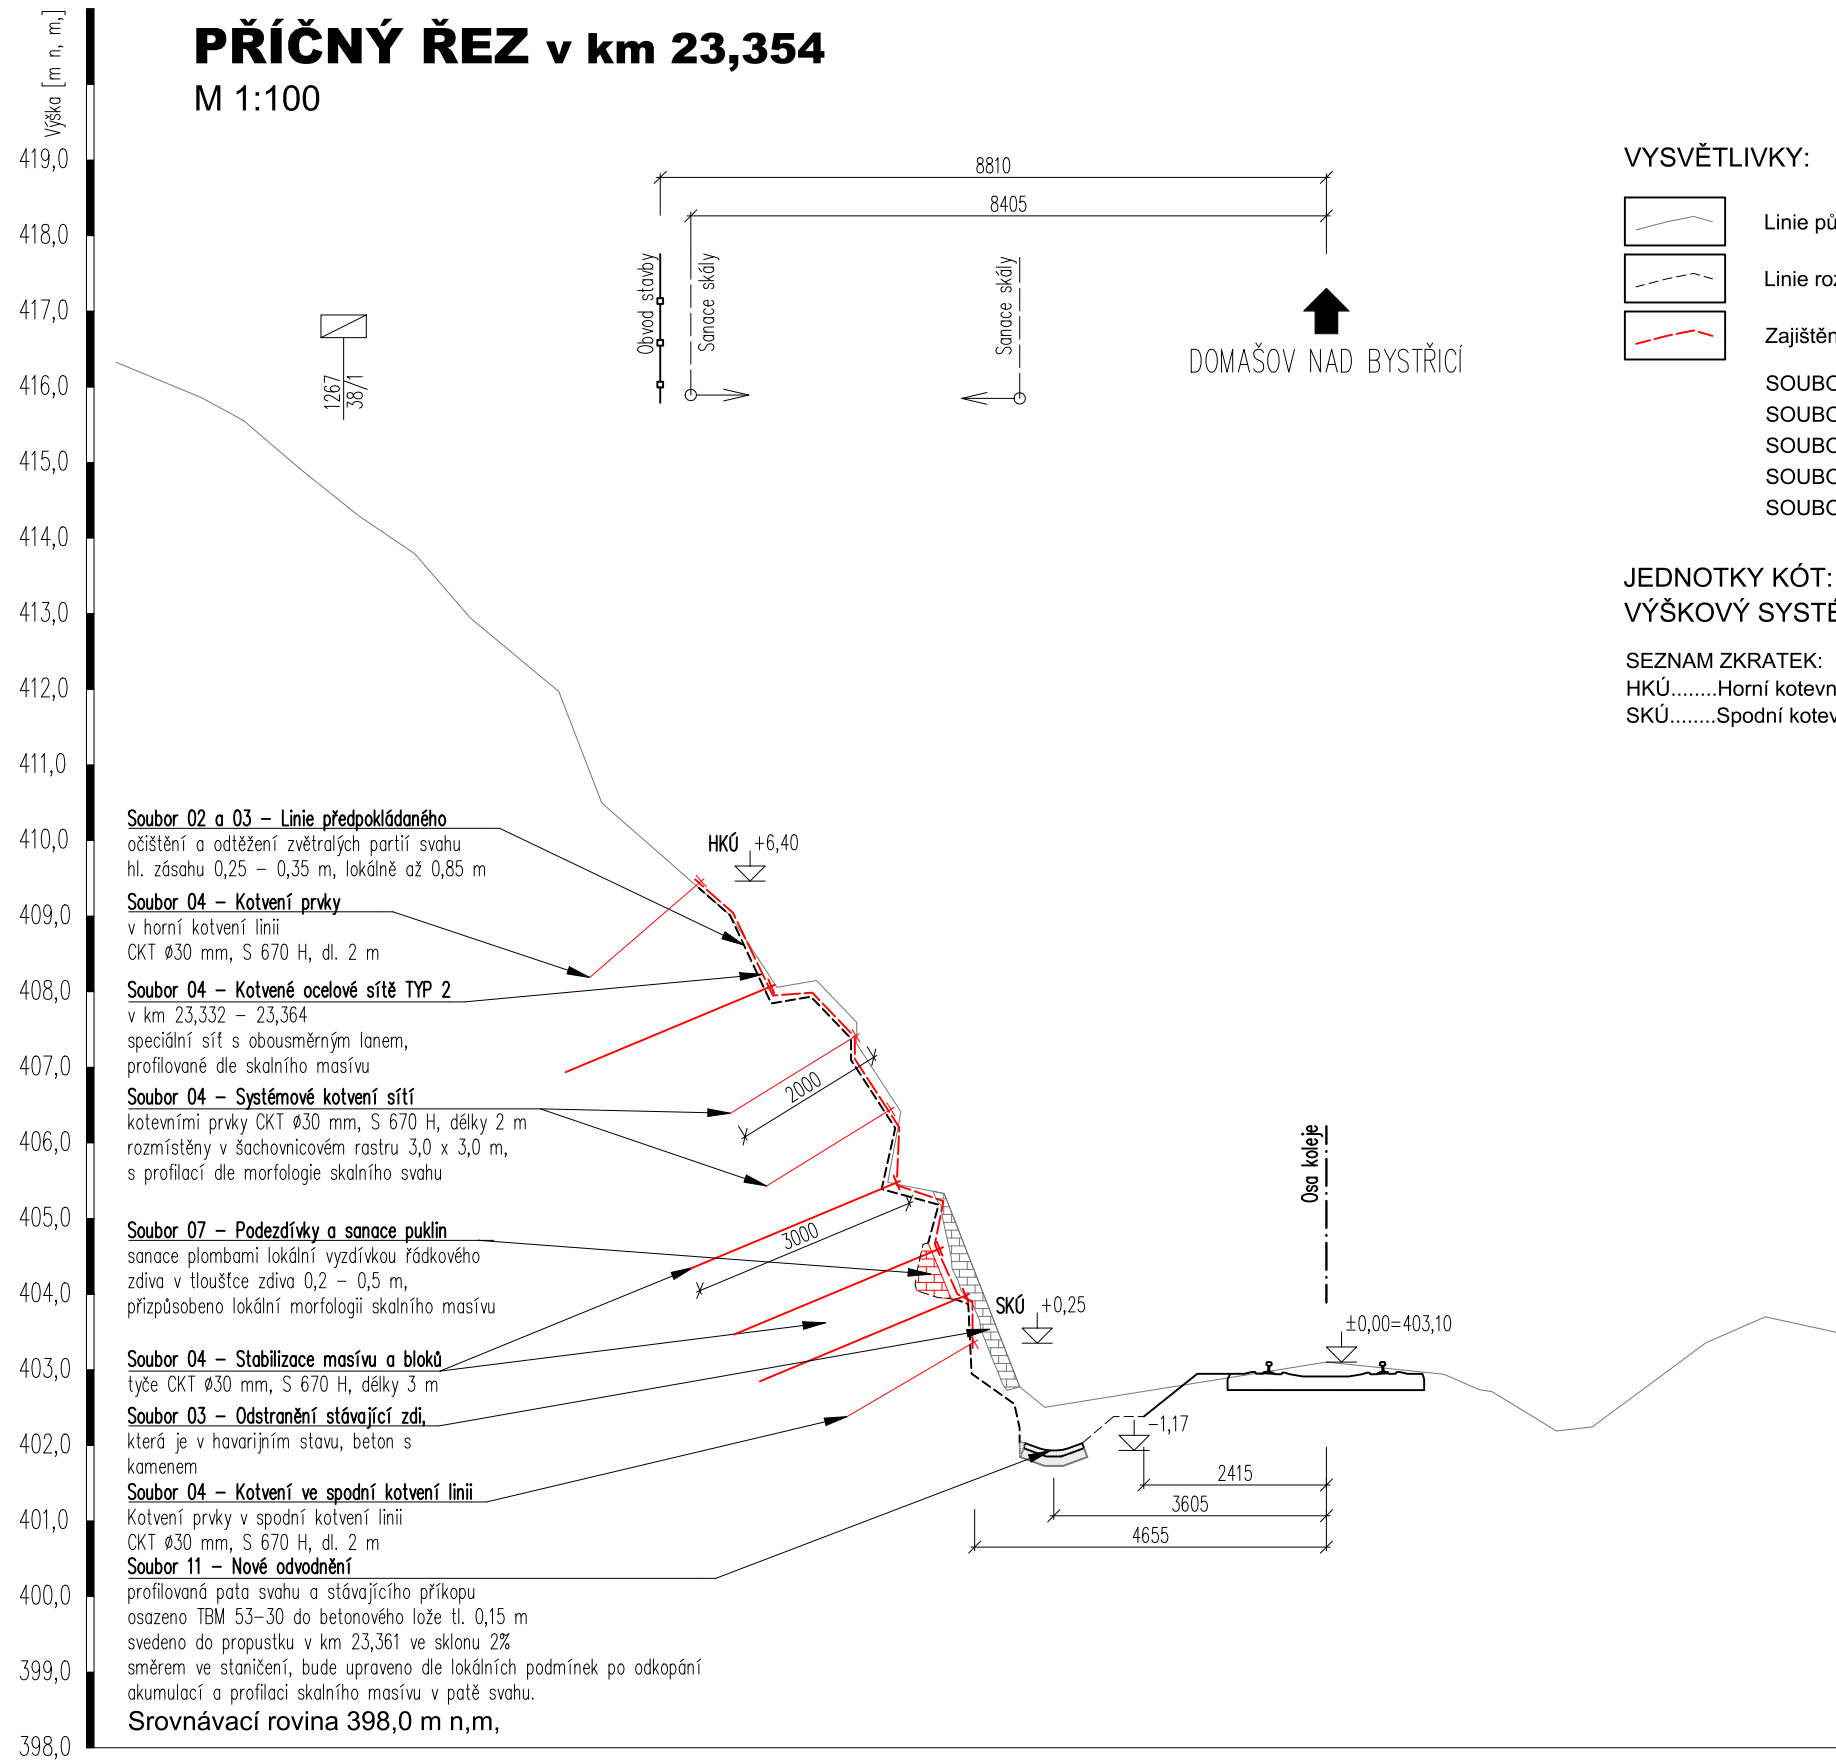 Výška [m n, m,]
PŘÍČNÝ ŘEZ v km 23,354
M 1:100
419,0
418,0
417,0
416,0
415,0
414,0
413,0
412,0
411,0
410,0
409,0
408,0
407,0
406,0
405,0
404,0
403,0
402,0
401,0
400,0
399,0
398,0
8810
8405
Obvod stavby
Sanace skály
Sanace skály
DOMAŠOV NAD BYSTŘICÍ
1267
38/1
VYSVĚTLIVKY:
Linie pů
Linie roz
Zajištěn
SOUBO
SOUBO
SOUBO
SOUBO
SOUBO
JEDNOTKY KÓT:
VÝŠKOVÝ SYSTÉ
SEZNAM ZKRATEK:
HKÚ........Horní kotevn
SKÚ........Spodní kotev
Soubor 02 a 03 – Linie předpokládaného
očištění a odtěžení zvětralých partií svahu
hl. zásahu 0,25 – 0,35 m, lokálně až 0,85 m
Soubor 04 – Kotvení prvky
v horní kotvení linii
CKT ø30 mm, S 670 H, dl. 2 m
Soubor 04 – Kotvené ocelové sítě TYP 2
v km 23,332 – 23,364
speciální síť s obousměrným lanem,
profilované dle skalního masívu
Soubor 04 – Systémové kotvení sítí
kotevními prvky CKT ø30 mm, S 670 H, délky 2 m
rozmístěny v šachovnicovém rastru 3,0 x 3,0 m,
s profilací dle morfologie skalního svahu
Soubor 07 – Podezdívky a sanace puklin
sanace plombami lokální vyzdívkou řádkového
zdiva v tloušťce zdiva 0,2 – 0,5 m,
přizpůsobeno lokální morfologii skalního masívu
Soubor 04 – Stabilizace masívu a bloků
tyče CKT ø30 mm, S 670 H, délky 3 m
Soubor 03 – Odstranění stávající zdi,
která je v havarijním stavu, beton s
kamenem
Soubor 04 – Kotvení ve spodní kotvení linii
Kotvení prvky v spodní kotvení linii
CKT ø30 mm, S 670 H, dl. 2 m
Soubor 11 – Nové odvodnění
profilovaná pata svahu a stávajícího příkopu
osazeno TBM 53–30 do betonového lože tl. 0,15 m
svedeno do propustku v km 23,361 ve sklonu 2%
směrem ve staničení, bude upraveno dle lokálních podmínek po odkopání
akumulací a profilaci skalního masívu v patě svahu.
Srovnávací rovina 398,0 m n,m,
HKÚ +6,40
2000
3000
SKÚ +0,25
Osa koleje
±0,00=403,10
-1,17
2415
3605
4655